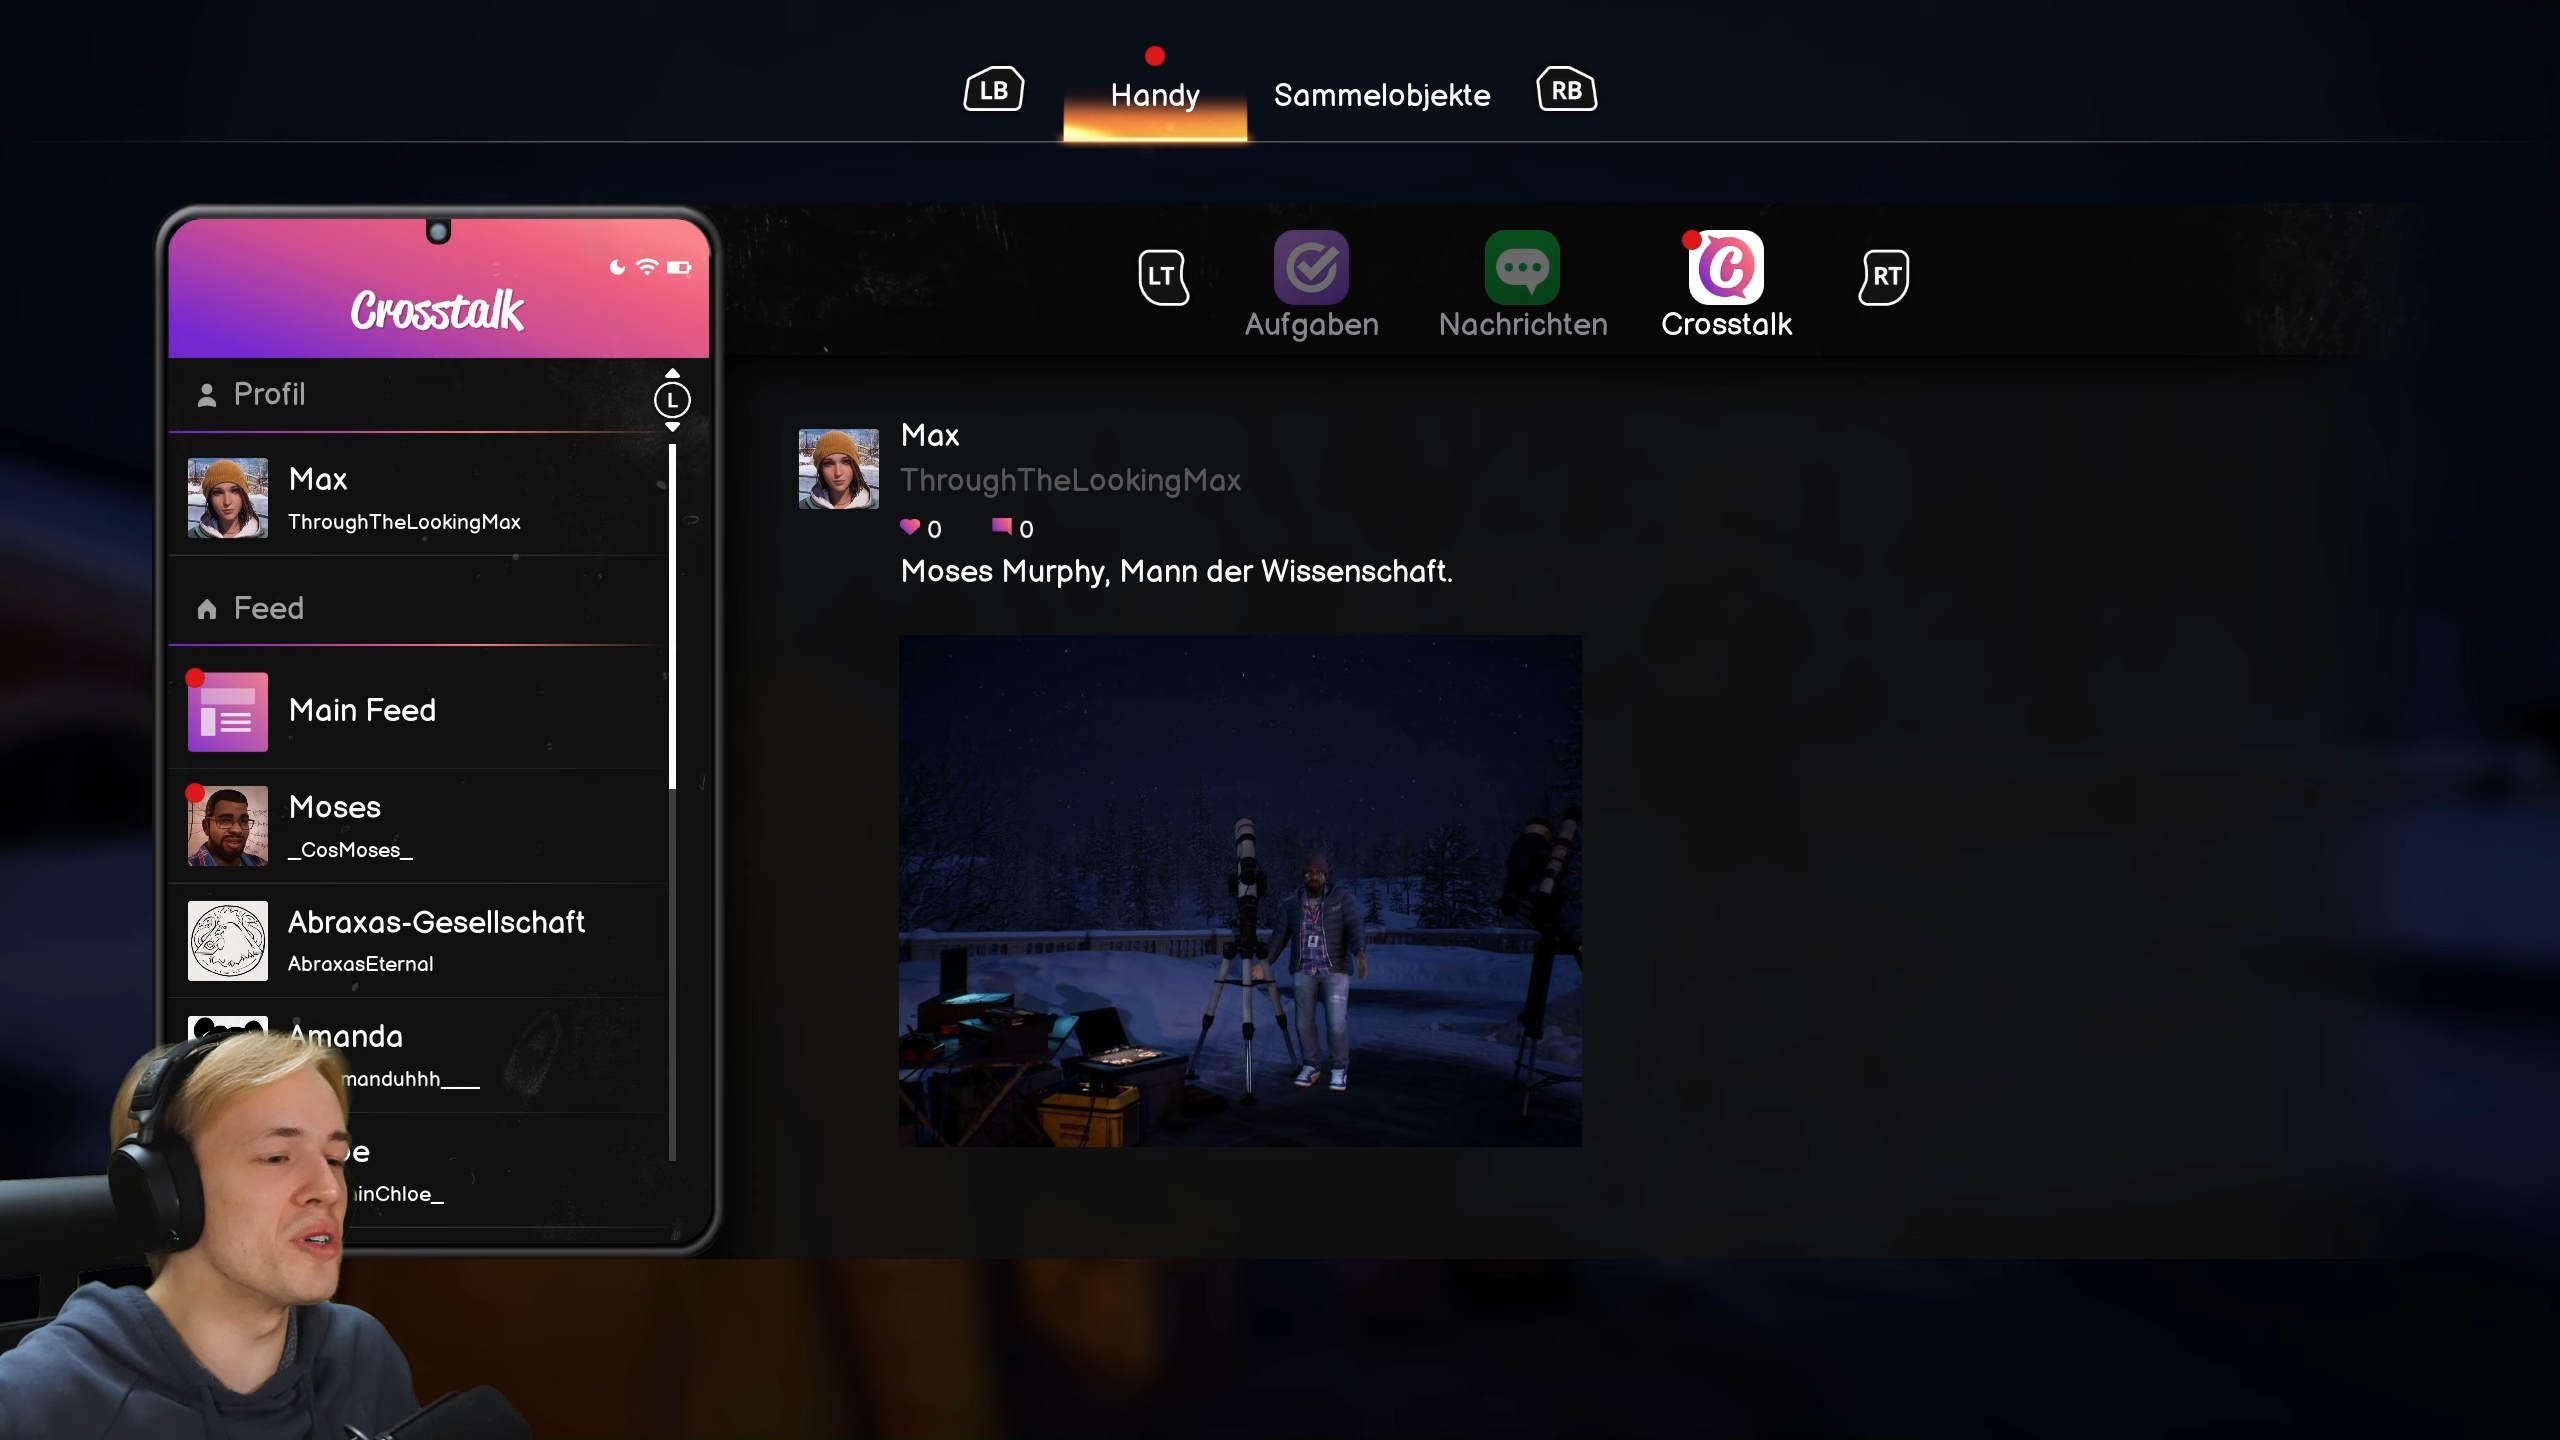 LB
Handy
Sammelobjekte
RB
Crosstalk
LT
Aufgaben
Nachrichten
Crosstalk
RT
Profil
L
Max
ThroughTheLookingMax
Feed
Main Feed
Moses
_CosMoses_
Abraxas-Gesellschaft
AbraxasEternal
Amanda
manduhhh____
inChloe_
Max
ThroughTheLookingMax
0 0
Moses Murphy, Mann der Wissenschaft.